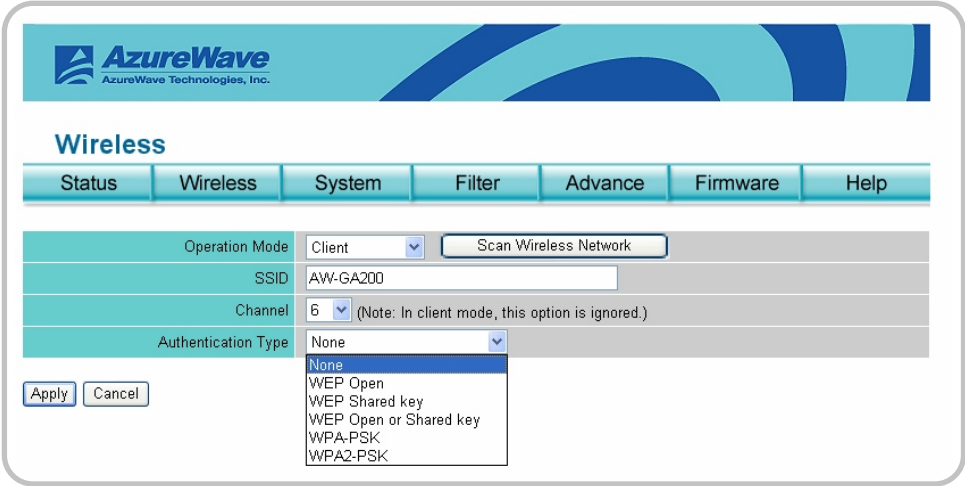 AzureWave
AzureWave Technologies, Inc.
Wireless
Status Wireless System Filter Advance Firmware Help
Operation Mode Client Scan Wireless Network
SSID AW-GA200
Channel 6 (Note: In client mode, this option is ignored.)
Authentication Type None
None
WEP Open
WEP Shared key
WEP Open or Shared key
WPA-PSK
WPA2-PSK
Apply Cancel